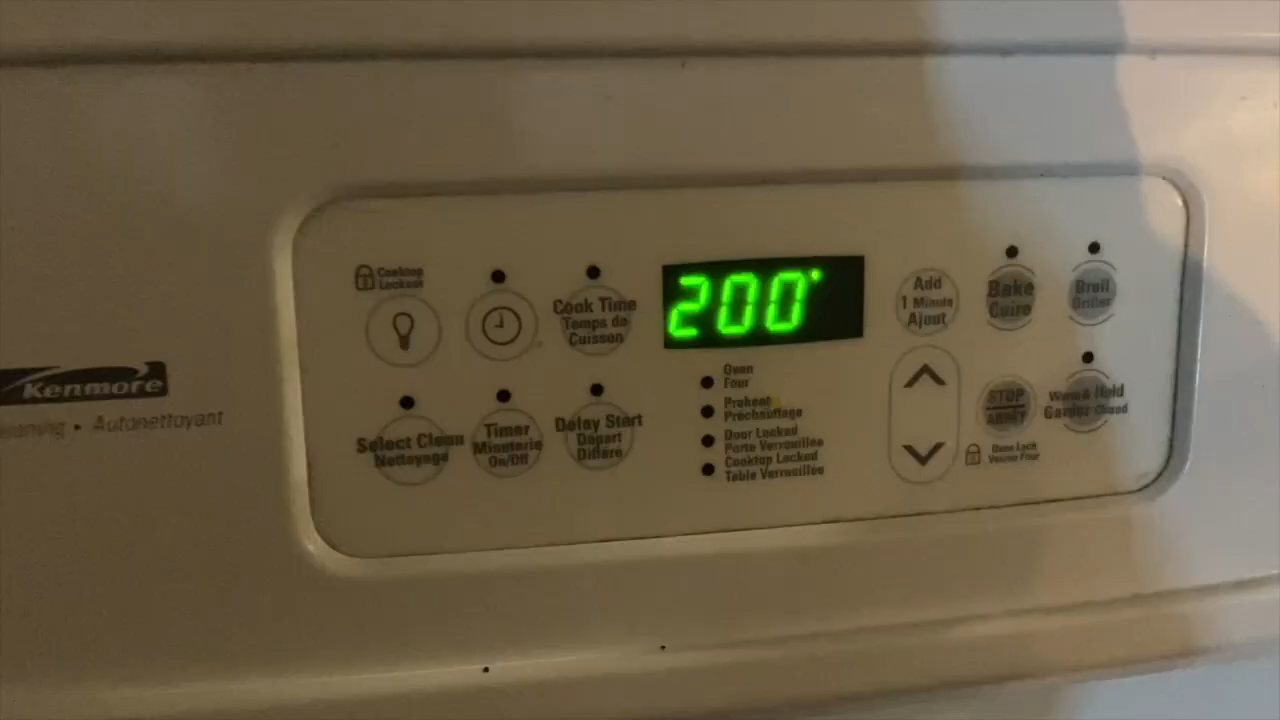 Cooktop
Lockout
Cook Time
Temps de
Cuisson
200°
Add
1 Minute
Ajout
Bake
Cuire
Broil
Griller
Kenmore
eaning • Autonettoyant
Select Clean
Nettoyage
Timer
Minuterie
On/Off
Delay Start
Départ
Différé
Oven
Four
Preheat
Préchauffage
Door Locked
Porte Verrouillée
Cooktop Locked
Table Verrouillée
STOP
ARRÊT
Oven Lock
Verrou Four
Warm & Hold
Garder Chaud